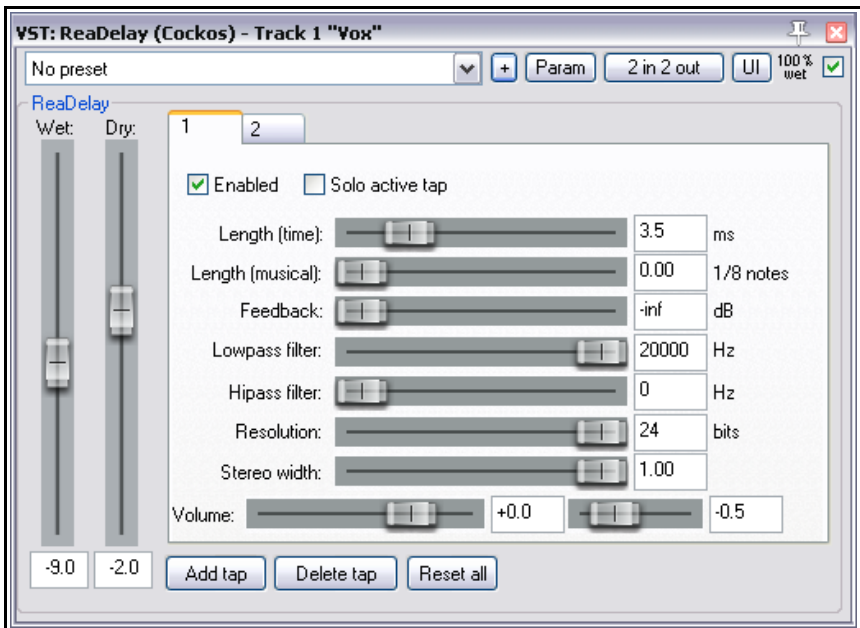 VST: ReaDelay (Cockos) - Track 1 "Vox"
No preset + Param 2 in 2 out UI 100 % wet
ReaDelay
Wet: Dry: 1 2
Enabled Solo active tap
Length (time): 3.5 ms
Length (musical): 0.00 1/8 notes
Feedback: -inf dB
Lowpass filter: 20000 Hz
Hipass filter: 0 Hz
Resolution: 24 bits
Stereo width: 1.00
Volume: +0.0 -0.5
-9.0 -2.0 Add tap Delete tap Reset all